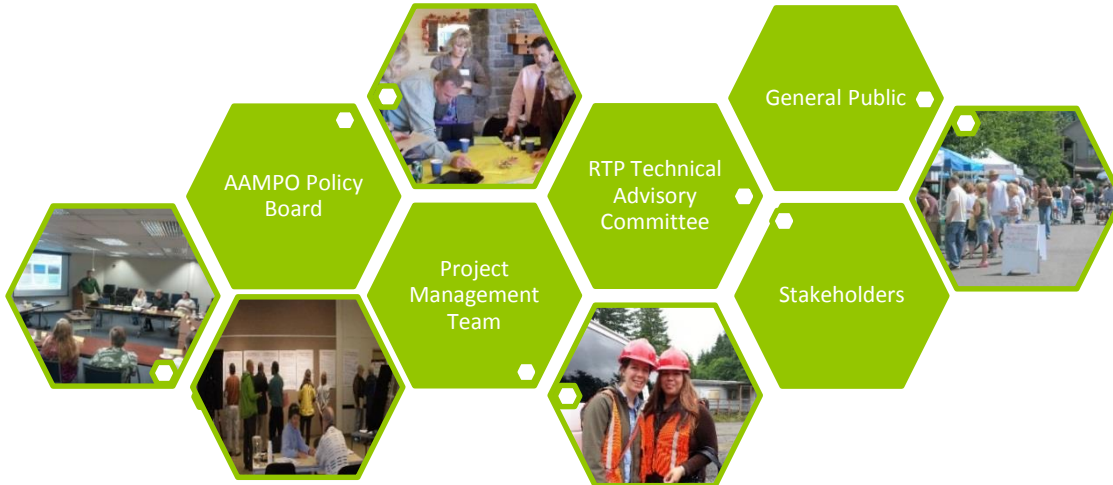 General Public
AAMPO Policy
Board
RTP Technical
Advisory
Committee
Project
Management
Team
Stakeholders